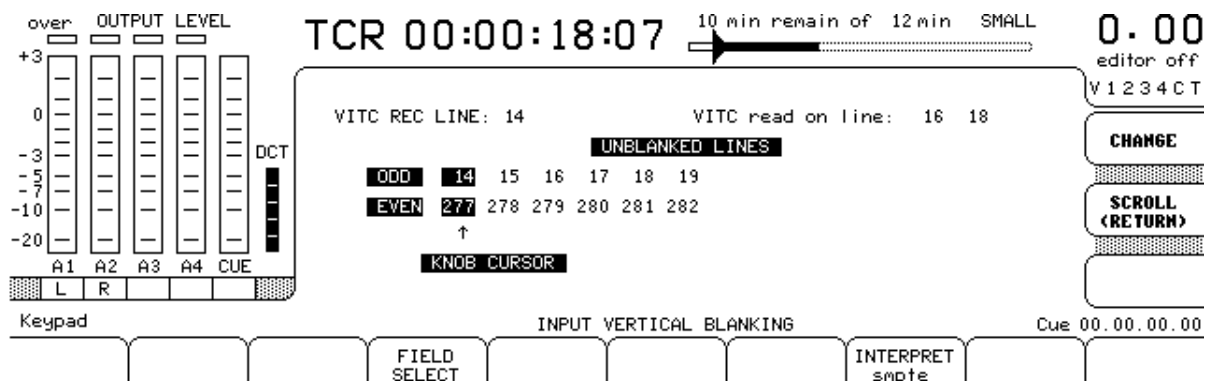 over OUTPUT LEVEL
TCR 00:00:18:07
10 min remain of 12 min SMALL
0.00
editor off
V 1 2 3 4 C T
+3
0
-3
-5
-7
-10
-20
DCT
A1 A2 A3 A4 CUE
L R
VITC REC LINE: 14
VITC read on line: 16 18
UNBLANKED LINES
ODD 14 15 16 17 18 19
EVEN 277 278 279 280 281 282
↑
KNOB CURSOR
CHANGE
SCROLL
(RETURN)
Keypad
INPUT VERTICAL BLANKING
Cue 00.00.00.00
FIELD
SELECT
INTERPRET
smpte